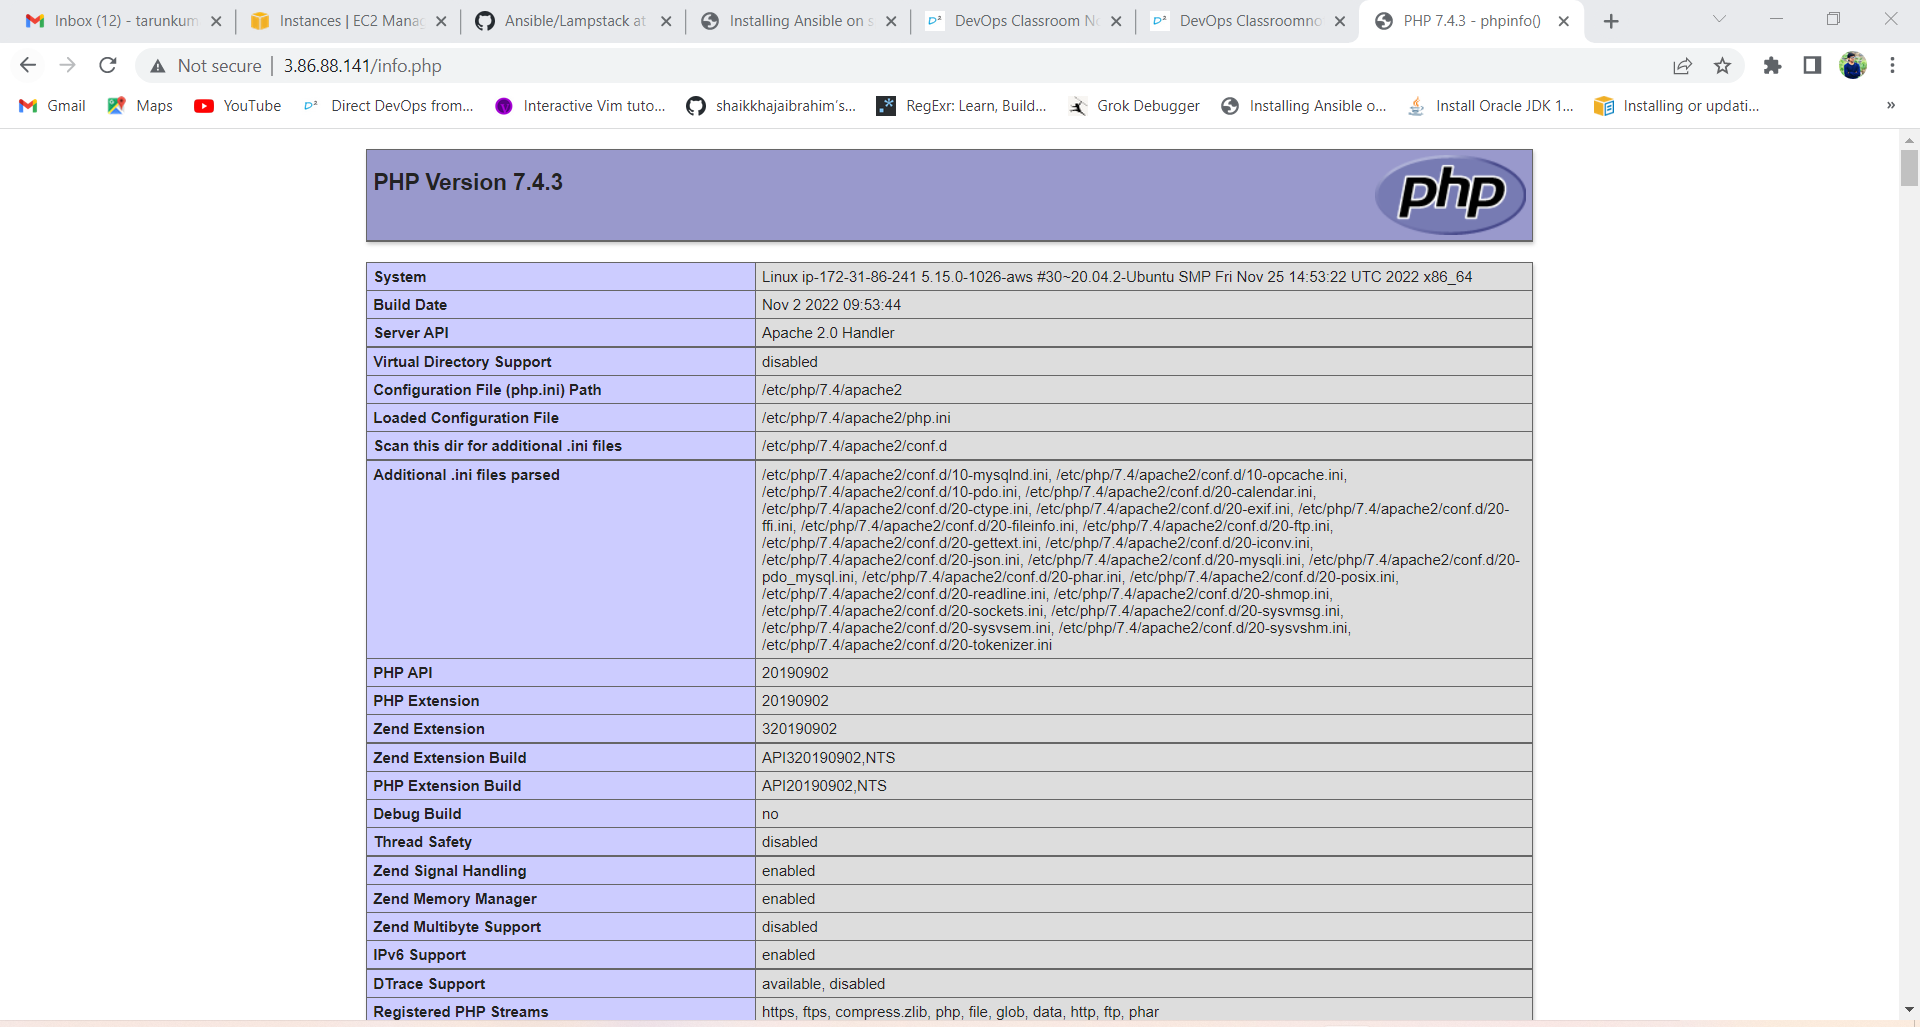 Inbox (12) - tarunkum
Instances | EC2 Manag
Ansible/Lampstack at
Installing Ansible on s
D² DevOps Classroom No
D² DevOps Classroomno
PHP 7.4.3 - phpinfo()
Not secure | 3.86.88.141/info.php
Gmail
Maps
YouTube
D² Direct DevOps from...
Interactive Vim tuto...
shaikkhajaibrahim's...
.* RegExr: Learn, Build...
Grok Debugger
Installing Ansible o...
Install Oracle JDK 1...
Installing or updati...
»
PHP Version 7.4.3
php
System Linux ip-172-31-86-241 5.15.0-1026-aws #30~20.04.2-Ubuntu SMP Fri Nov 25 14:53:22 UTC 2022 x86_64
Build Date Nov 2 2022 09:53:44
Server API Apache 2.0 Handler
Virtual Directory Support disabled
Configuration File (php.ini) Path /etc/php/7.4/apache2
Loaded Configuration File /etc/php/7.4/apache2/php.ini
Scan this dir for additional .ini files /etc/php/7.4/apache2/conf.d
Additional .ini files parsed /etc/php/7.4/apache2/conf.d/10-mysqlnd.ini, /etc/php/7.4/apache2/conf.d/10-opcache.ini,
/etc/php/7.4/apache2/conf.d/10-pdo.ini, /etc/php/7.4/apache2/conf.d/20-calendar.ini,
/etc/php/7.4/apache2/conf.d/20-ctype.ini, /etc/php/7.4/apache2/conf.d/20-exif.ini, /etc/php/7.4/apache2/conf.d/20-
ffi.ini, /etc/php/7.4/apache2/conf.d/20-fileinfo.ini, /etc/php/7.4/apache2/conf.d/20-ftp.ini,
/etc/php/7.4/apache2/conf.d/20-gettext.ini, /etc/php/7.4/apache2/conf.d/20-iconv.ini,
/etc/php/7.4/apache2/conf.d/20-json.ini, /etc/php/7.4/apache2/conf.d/20-mysqli.ini, /etc/php/7.4/apache2/conf.d/20-
pdo_mysql.ini, /etc/php/7.4/apache2/conf.d/20-phar.ini, /etc/php/7.4/apache2/conf.d/20-posix.ini,
/etc/php/7.4/apache2/conf.d/20-readline.ini, /etc/php/7.4/apache2/conf.d/20-shmop.ini,
/etc/php/7.4/apache2/conf.d/20-sockets.ini, /etc/php/7.4/apache2/conf.d/20-sysvmsg.ini,
/etc/php/7.4/apache2/conf.d/20-sysvsem.ini, /etc/php/7.4/apache2/conf.d/20-sysvshm.ini,
/etc/php/7.4/apache2/conf.d/20-tokenizer.ini
PHP API 20190902
PHP Extension 20190902
Zend Extension 320190902
Zend Extension Build API320190902,NTS
PHP Extension Build API20190902,NTS
Debug Build no
Thread Safety disabled
Zend Signal Handling enabled
Zend Memory Manager enabled
Zend Multibyte Support disabled
IPv6 Support enabled
DTrace Support available, disabled
Registered PHP Streams https, ftps, compress.zlib, php, file, glob, data, http, ftp, phar